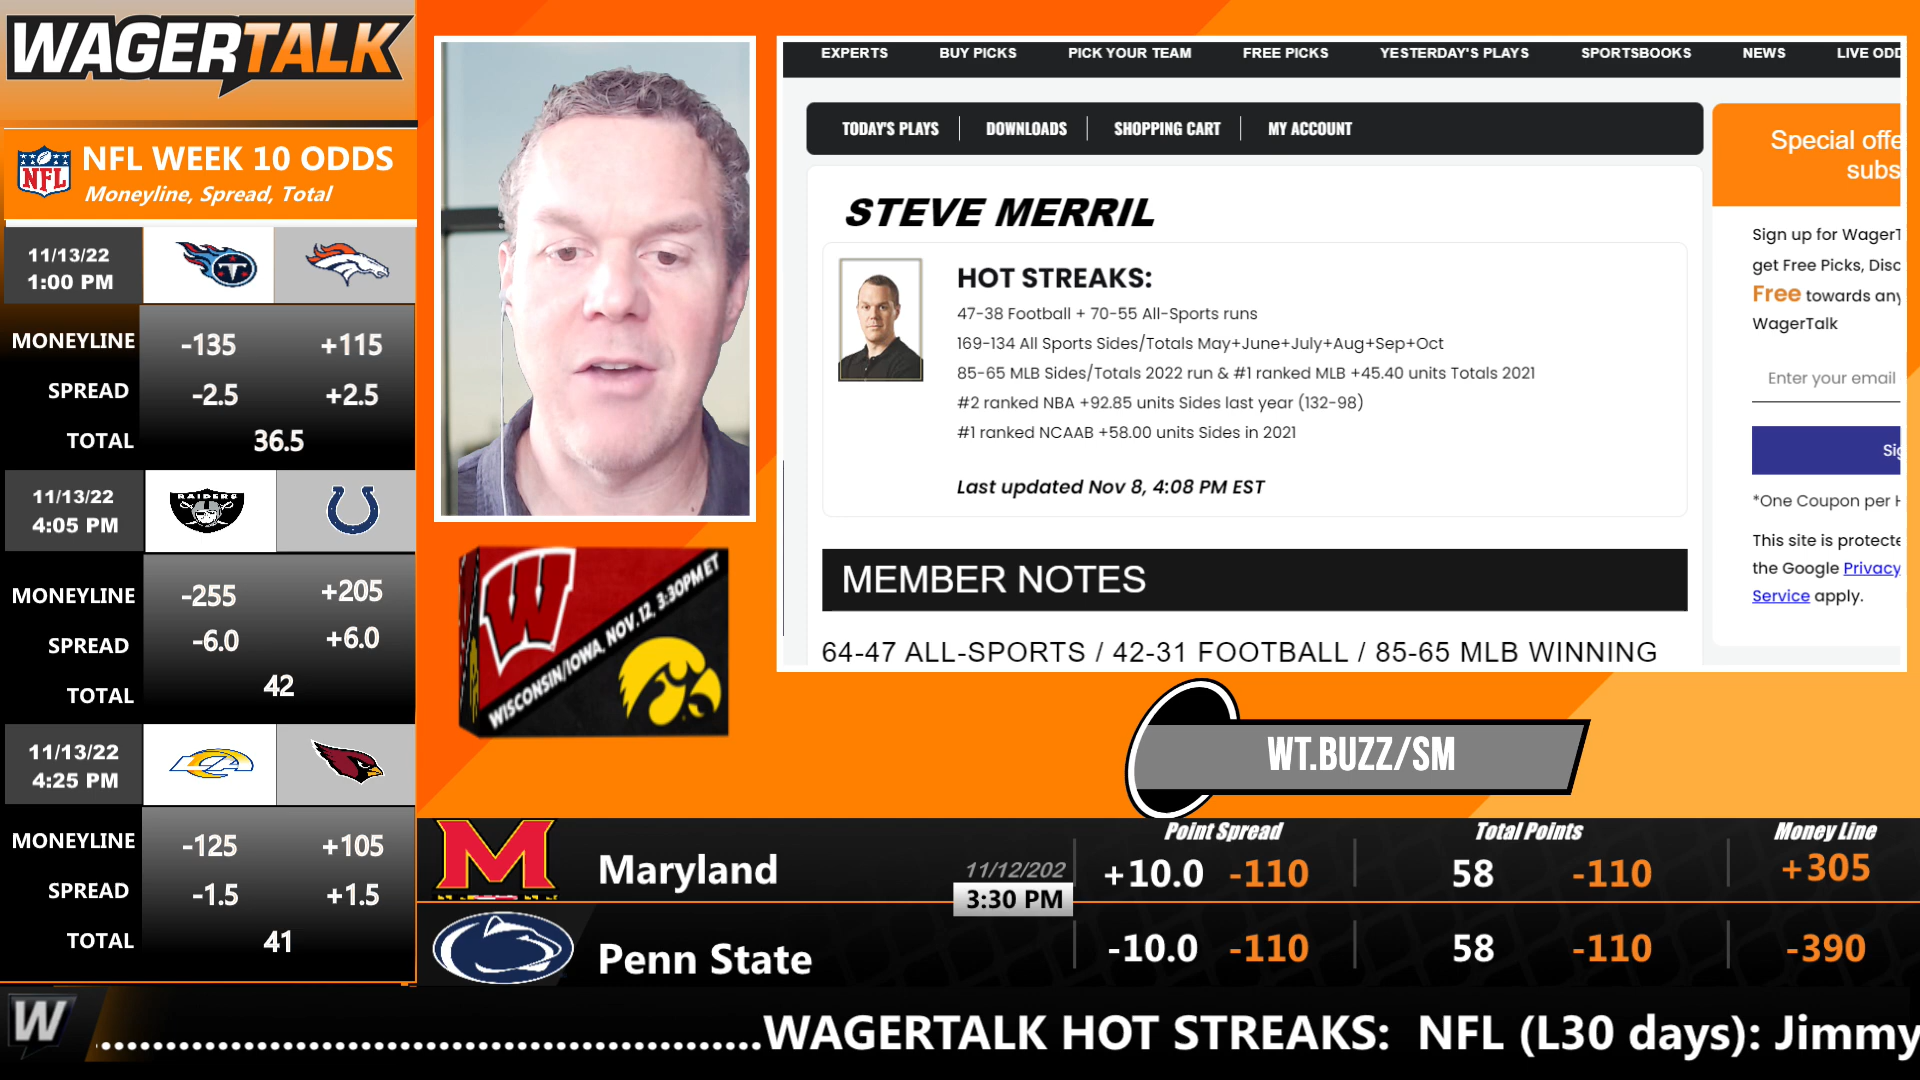 WAGERTALK
NFL
NFL WEEK 10 ODDS
Moneyline, Spread, Total
11/13/22
1:00 PM
T
MONEYLINE -135 +115
SPREAD -2.5 +2.5
TOTAL 36.5
11/13/22
4:05 PM
RAIDERS
MONEYLINE -255 +205
SPREAD -6.0 +6.0
TOTAL 42
11/13/22
4:25 PM
LA
MONEYLINE -125 +105
SPREAD -1.5 +1.5
TOTAL 41
EXPERTS BUY PICKS PICK YOUR TEAM FREE PICKS YESTERDAY'S PLAYS SPORTSBOOKS NEWS LIVE ODD
TODAY'S PLAYS DOWNLOADS SHOPPING CART MY ACCOUNT
STEVE MERRIL
HOT STREAKS:
47-38 Football + 70-55 All-Sports runs
169-134 All Sports Sides/Totals May+June+July+Aug+Sep+Oct
85-65 MLB Sides/Totals 2022 run & #1 ranked MLB +45.40 units Totals 2021
#2 ranked NBA +92.85 units Sides last year (132-98)
#1 ranked NCAAB +58.00 units Sides in 2021
Last updated Nov 8, 4:08 PM EST
MEMBER NOTES
64-47 ALL-SPORTS / 42-31 FOOTBALL / 85-65 MLB WINNING
Special offe
subs
Sign up for WagerT
get Free Picks, Disc
Free towards any
WagerTalk
Enter your email
Sig
*One Coupon per H
This site is protecte
the Google Privacy
Service apply.
W
WISCONSIN/IOWA, NOV. 12, 3:30PM ET
WT.BUZZ/SM
Point Spread Total Points Money Line
M Maryland 11/12/202 +10.0 -110 58 -110 +305
3:30 PM
Penn State -10.0 -110 58 -110 -390
W
WAGERTALK HOT STREAKS: NFL (L30 days): Jimmy